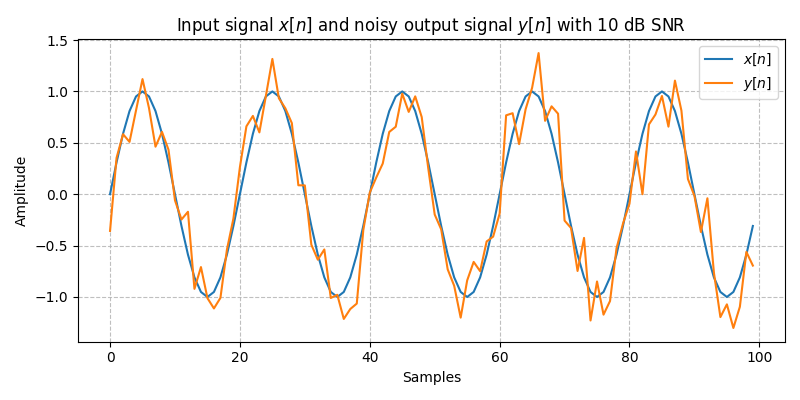 Input signal x[n] and noisy output signal y[n] with 10 dB SNR
1.5
1.0
0.5
0.0
−0.5
−1.0
Amplitude
x[n]
y[n]
0 20 40 60 80 100
Samples